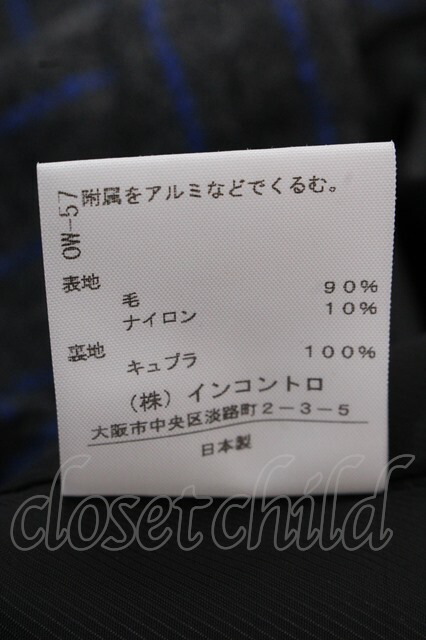 附属をアルミなどでくるむ。
OW-57
表地
毛 90%
ナイロン 10%
裏地
キュプラ 100%
(株)インコントロ
大阪市中央区淡路町2-3-5
日本製
closet child